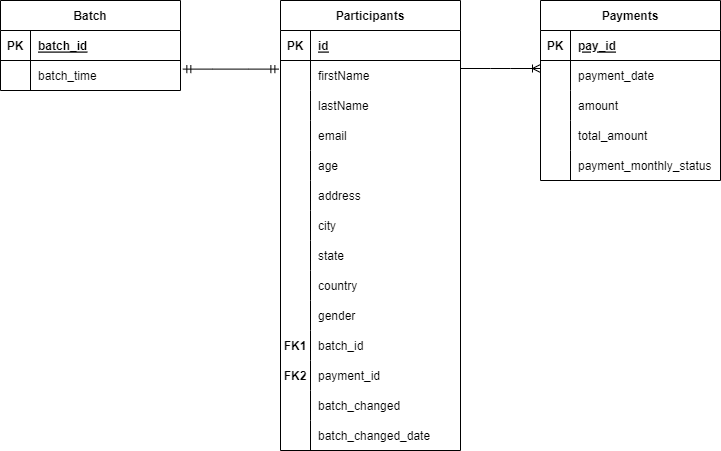 Batch
PK batch_id
batch_time
Participants
PK id
firstName
lastName
email
age
address
city
state
country
gender
FK1 batch_id
FK2 payment_id
batch_changed
batch_changed_date
Payments
PK pay_id
payment_date
amount
total_amount
payment_monthly_status